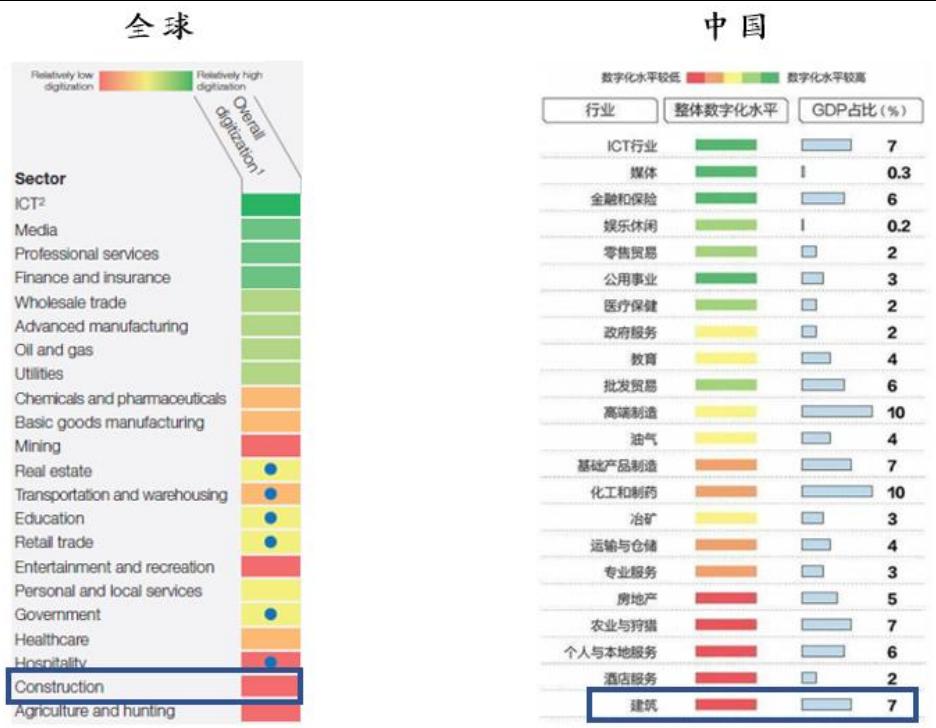 全球
中国
Relatively low digitization
Relatively high digitization
Overall digitization¹
Sector
ICT²
Media
Professional services
Finance and insurance
Wholesale trade
Advanced manufacturing
Oil and gas
Utilities
Chemicals and pharmaceuticals
Basic goods manufacturing
Mining
Real estate
Transportation and warehousing
Education
Retail trade
Entertainment and recreation
Personal and local services
Government
Healthcare
Hospitality
Construction
Agriculture and hunting
数字化水平较低 数字化水平较高
行业 整体数字化水平 GDP占比(%)
ICT行业 7
媒体 0.3
金融和保险 6
娱乐休闲 0.2
零售贸易 2
公用事业 3
医疗保健 2
政府服务 2
教育 4
批发贸易 6
高端制造 10
油气 4
基础产品制造 7
化工和制药 10
冶矿 3
运输与仓储 4
专业服务 3
房地产 5
农业与狩猎 7
个人与本地服务 6
酒店服务 2
建筑 7